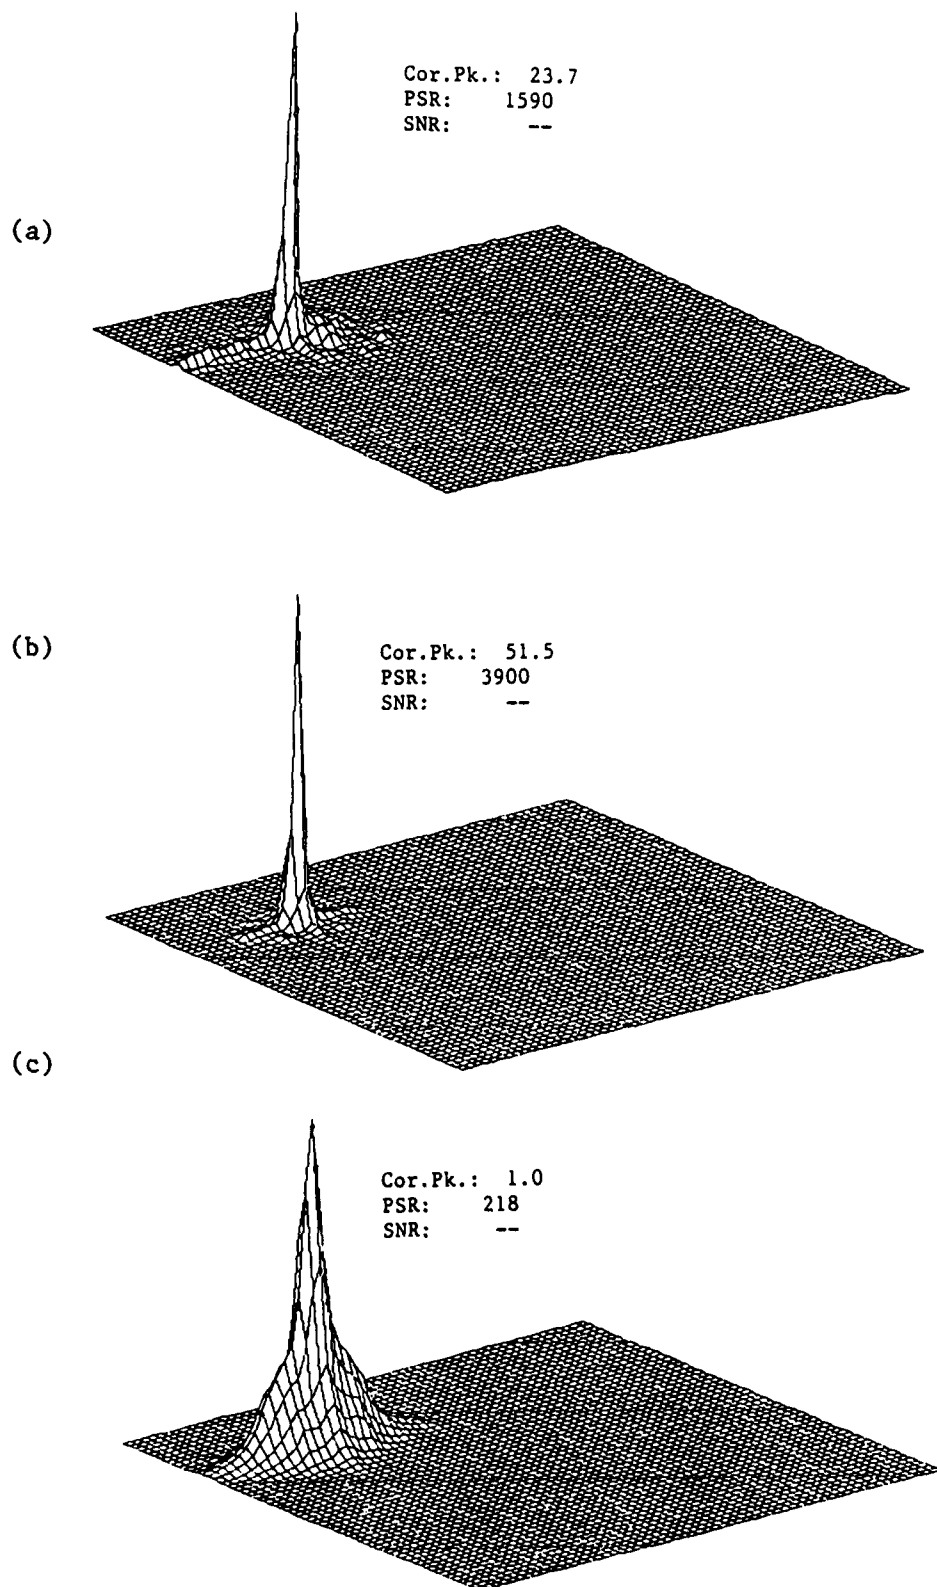 Cor.Pk.: 23.7
PSR: 1590
SNR: --
(a)
(b)
Cor.Pk.: 51.5
PSR: 3900
SNR: --
(c)
Cor.Pk.: 1.0
PSR: 218
SNR: --